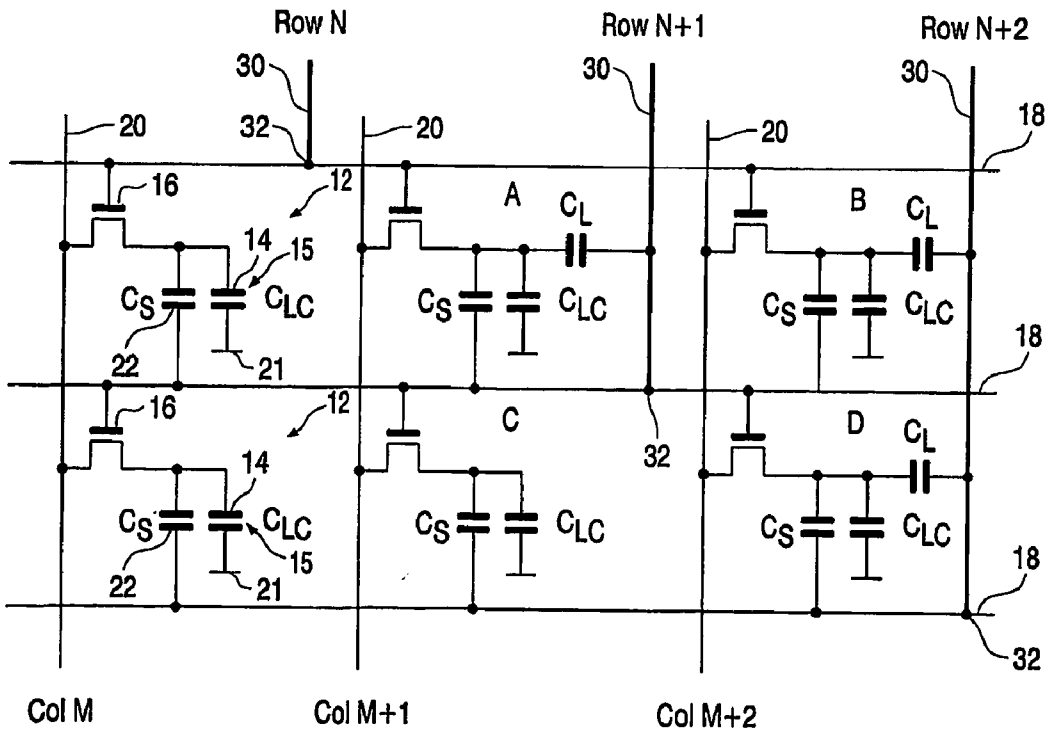 Row N
Row N+1
Row N+2
30
30
30
32
20
20
20
18
16
12
A
B
14
15
C_L
C_L
C_S
C_LC
C_S
C_LC
C_S
C_LC
22
21
18
16
12
C
D
32
14
C_L
C_S
C_LC
C_S
C_LC
C_S
C_LC
22
21
15
18
32
Col M
Col M+1
Col M+2